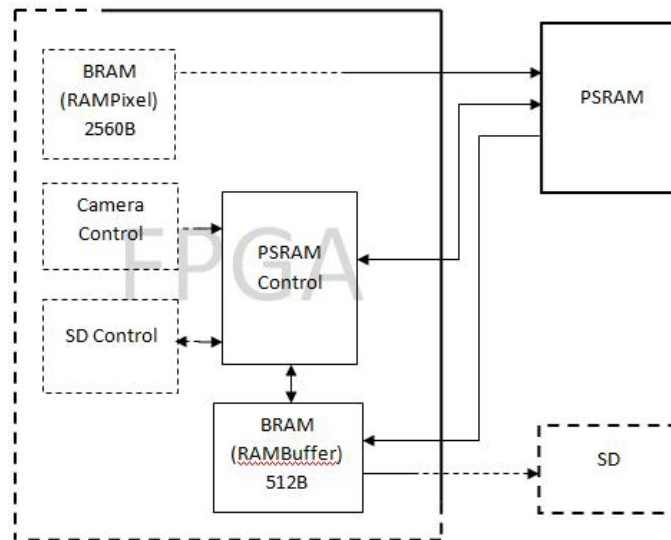 BRAM
(RAMPixel)
2560B
PSRAM
Camera
Control
FPGA
PSRAM
Control
SD Control
BRAM
(RAMBuffer)
512B
SD